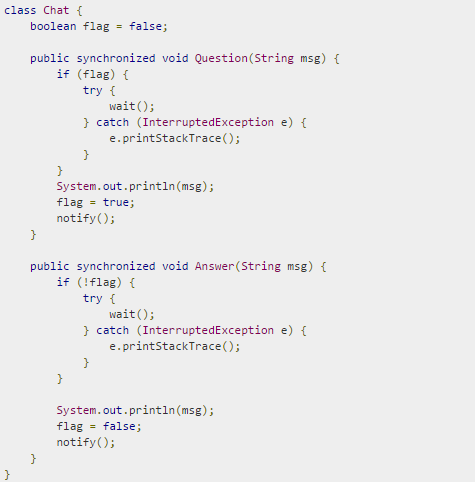 class Chat {
    boolean flag = false;

    public synchronized void Question(String msg) {
        if (flag) {
            try {
                wait();
            } catch (InterruptedException e) {
                e.printStackTrace();
            }
        }
        System.out.println(msg);
        flag = true;
        notify();
    }

    public synchronized void Answer(String msg) {
        if (!flag) {
            try {
                wait();
            } catch (InterruptedException e) {
                e.printStackTrace();
            }
        }

        System.out.println(msg);
        flag = false;
        notify();
    }
}